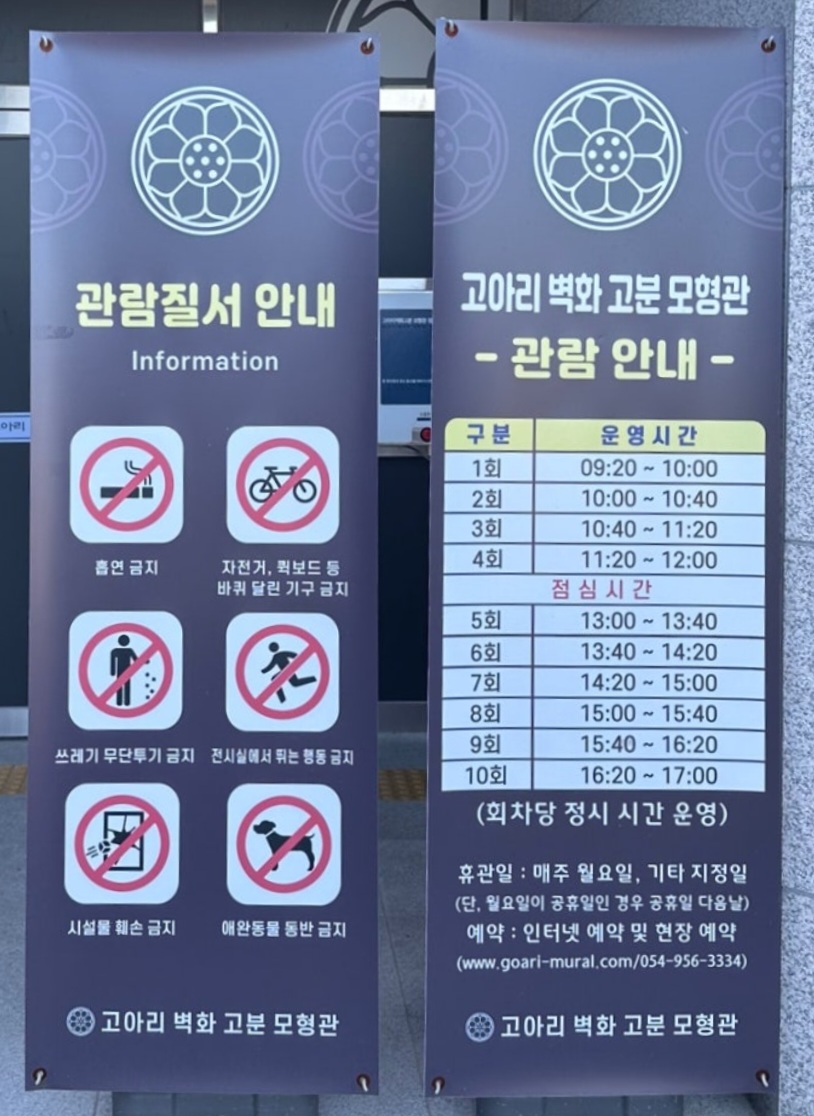 관람질서 안내
Information
흡연 금지
자전거, 퀵보드 등
바퀴 달린 기구 금지
쓰레기 무단투기 금지
전시실에서 뛰는 행동 금지
시설물 훼손 금지
애완동물 동반 금지
고아리 벽화 고분 모형관
고아리 벽화 고분 모형관
- 관람 안내 -
구분 운영시간
1회 09:20 ~ 10:00
2회 10:00 ~ 10:40
3회 10:40 ~ 11:20
4회 11:20 ~ 12:00
점심시간
5회 13:00 ~ 13:40
6회 13:40 ~ 14:20
7회 14:20 ~ 15:00
8회 15:00 ~ 15:40
9회 15:40 ~ 16:20
10회 16:20 ~ 17:00
(회차당 정시 시간 운영)
휴관일 : 매주 월요일, 기타 지정일
(단, 월요일이 공휴일인 경우 공휴일 다음날)
예약 : 인터넷 예약 및 현장 예약
(www.goari-mural.com/054-956-3334)
고아리 벽화 고분 모형관